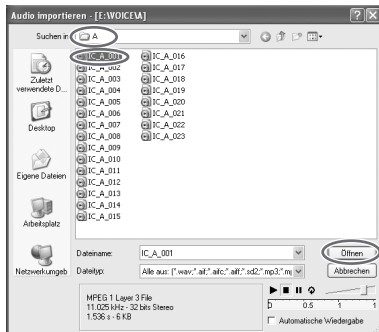 Audio importieren - [E:\VOICE\A]
Suchen in: A
Zuletzt
verwendete D...
Desktop
Eigene Dateien
Arbeitsplatz
Netzwerkumgeb
IC_A_001
IC_A_002
IC_A_003
IC_A_004
IC_A_005
IC_A_006
IC_A_007
IC_A_008
IC_A_009
IC_A_010
IC_A_011
IC_A_012
IC_A_013
IC_A_014
IC_A_015
IC_A_016
IC_A_017
IC_A_018
IC_A_019
IC_A_020
IC_A_021
IC_A_022
IC_A_023
Dateiname: IC_A_001 Öffnen
Dateityp: Alle aus: (*.wav;*.aif;*.aifc;*.aiff;*.sd2;*.mp3;*.m Abbrechen
MPEG 1 Layer 3 File
11.025 kHz - 32 bits Stereo
1.536 s - 6 KB
0 0.5 1 1
Automatische Wiedergabe